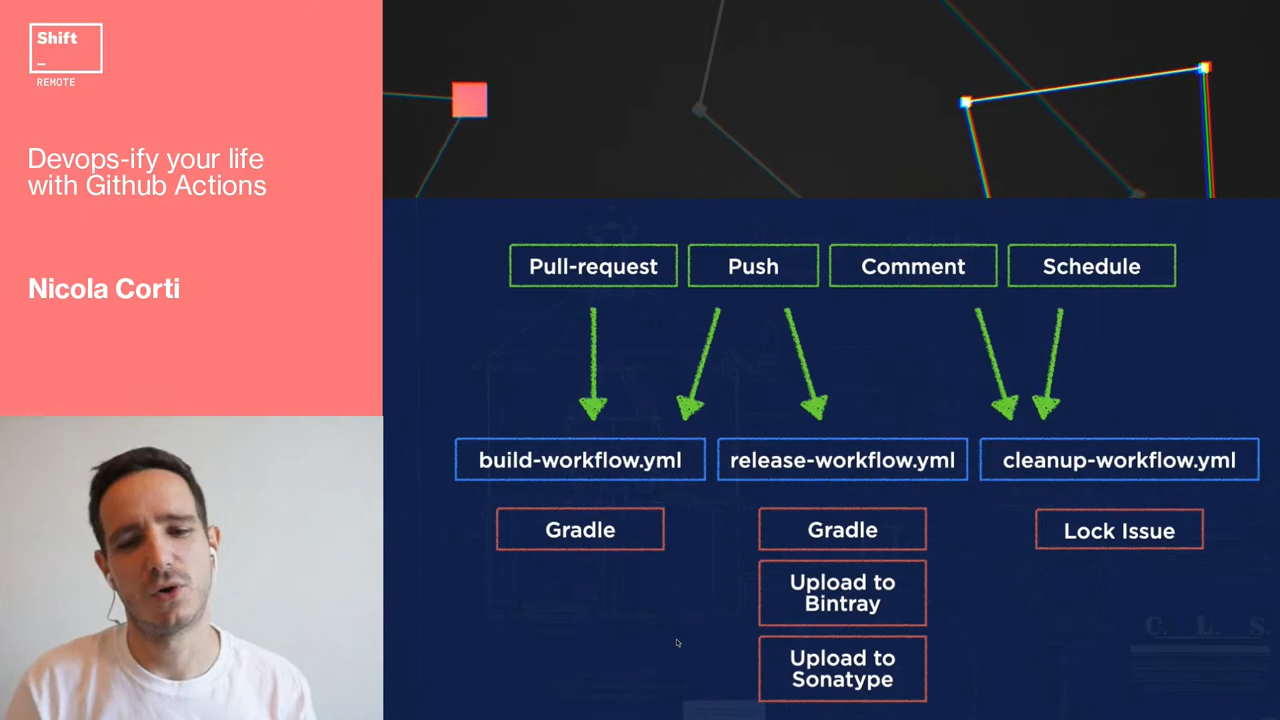 Shift
_
REMOTE
Devops-ify your life
with Github Actions
Nicola Corti
Pull-request
Push
Comment
Schedule
build-workflow.yml
release-workflow.yml
cleanup-workflow.yml
Gradle
Gradle
Lock Issue
Upload to
Bintray
Upload to
Sonatype
C. L. S.